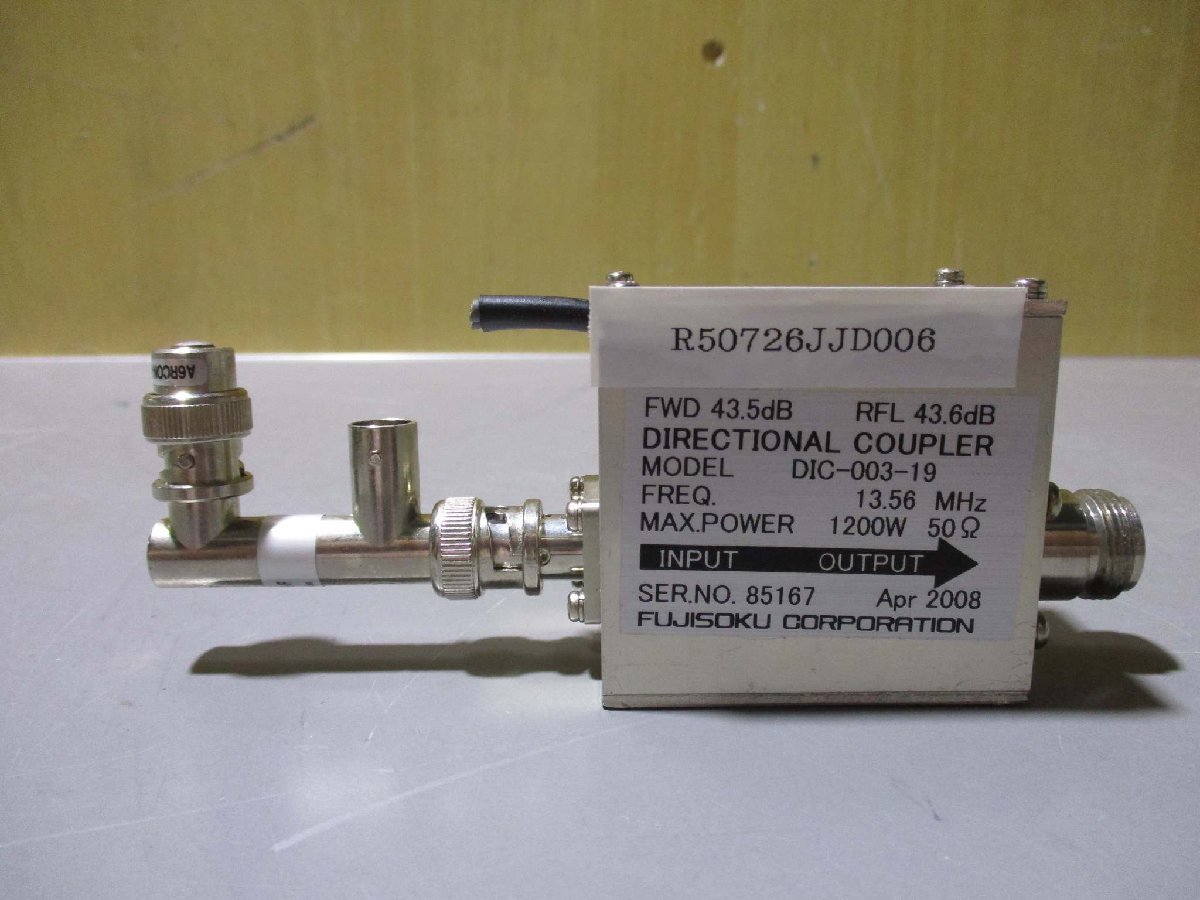 R50726JJD006
FWD 43.5dB RFL 43.6dB
DIRECTIONAL COUPLER
MODEL DIC-003-19
FREQ. 13.56 MHz
MAX.POWER 1200W 50Ω
INPUT OUTPUT
SER.NO. 85167 Apr 2008
FUJISOKU CORPORATION